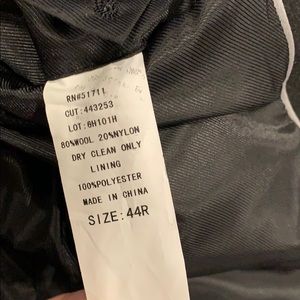 RN#51711
CUT:443253
LOT:8H101H
80%WOOL 20%NYLON
DRY CLEAN ONLY
LINING
100%POLYESTER
MADE IN CHINA
SIZE:44R